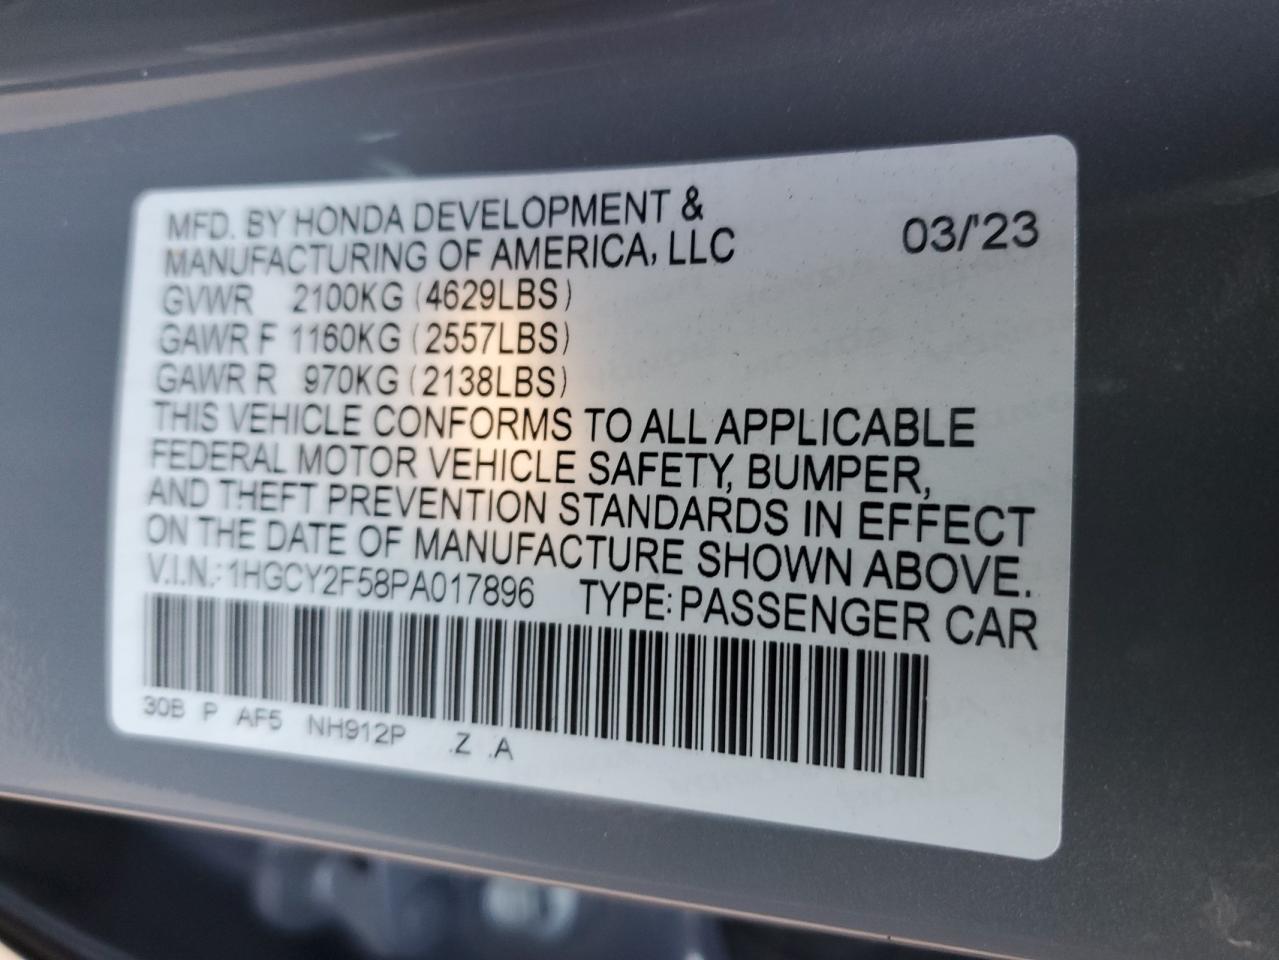 MFD. BY HONDA DEVELOPMENT &
MANUFACTURING OF AMERICA, LLC 03/'23
GVWR 2100KG (4629LBS)
GAWR F 1160KG (2557LBS)
GAWR R 970KG (2138LBS)
THIS VEHICLE CONFORMS TO ALL APPLICABLE
FEDERAL MOTOR VEHICLE SAFETY, BUMPER,
AND THEFT PREVENTION STANDARDS IN EFFECT
ON THE DATE OF MANUFACTURE SHOWN ABOVE.
V.I.N.: 1HGCY2F58PA017896 TYPE: PASSENGER CAR
30B P AF5 NH912P .Z .A